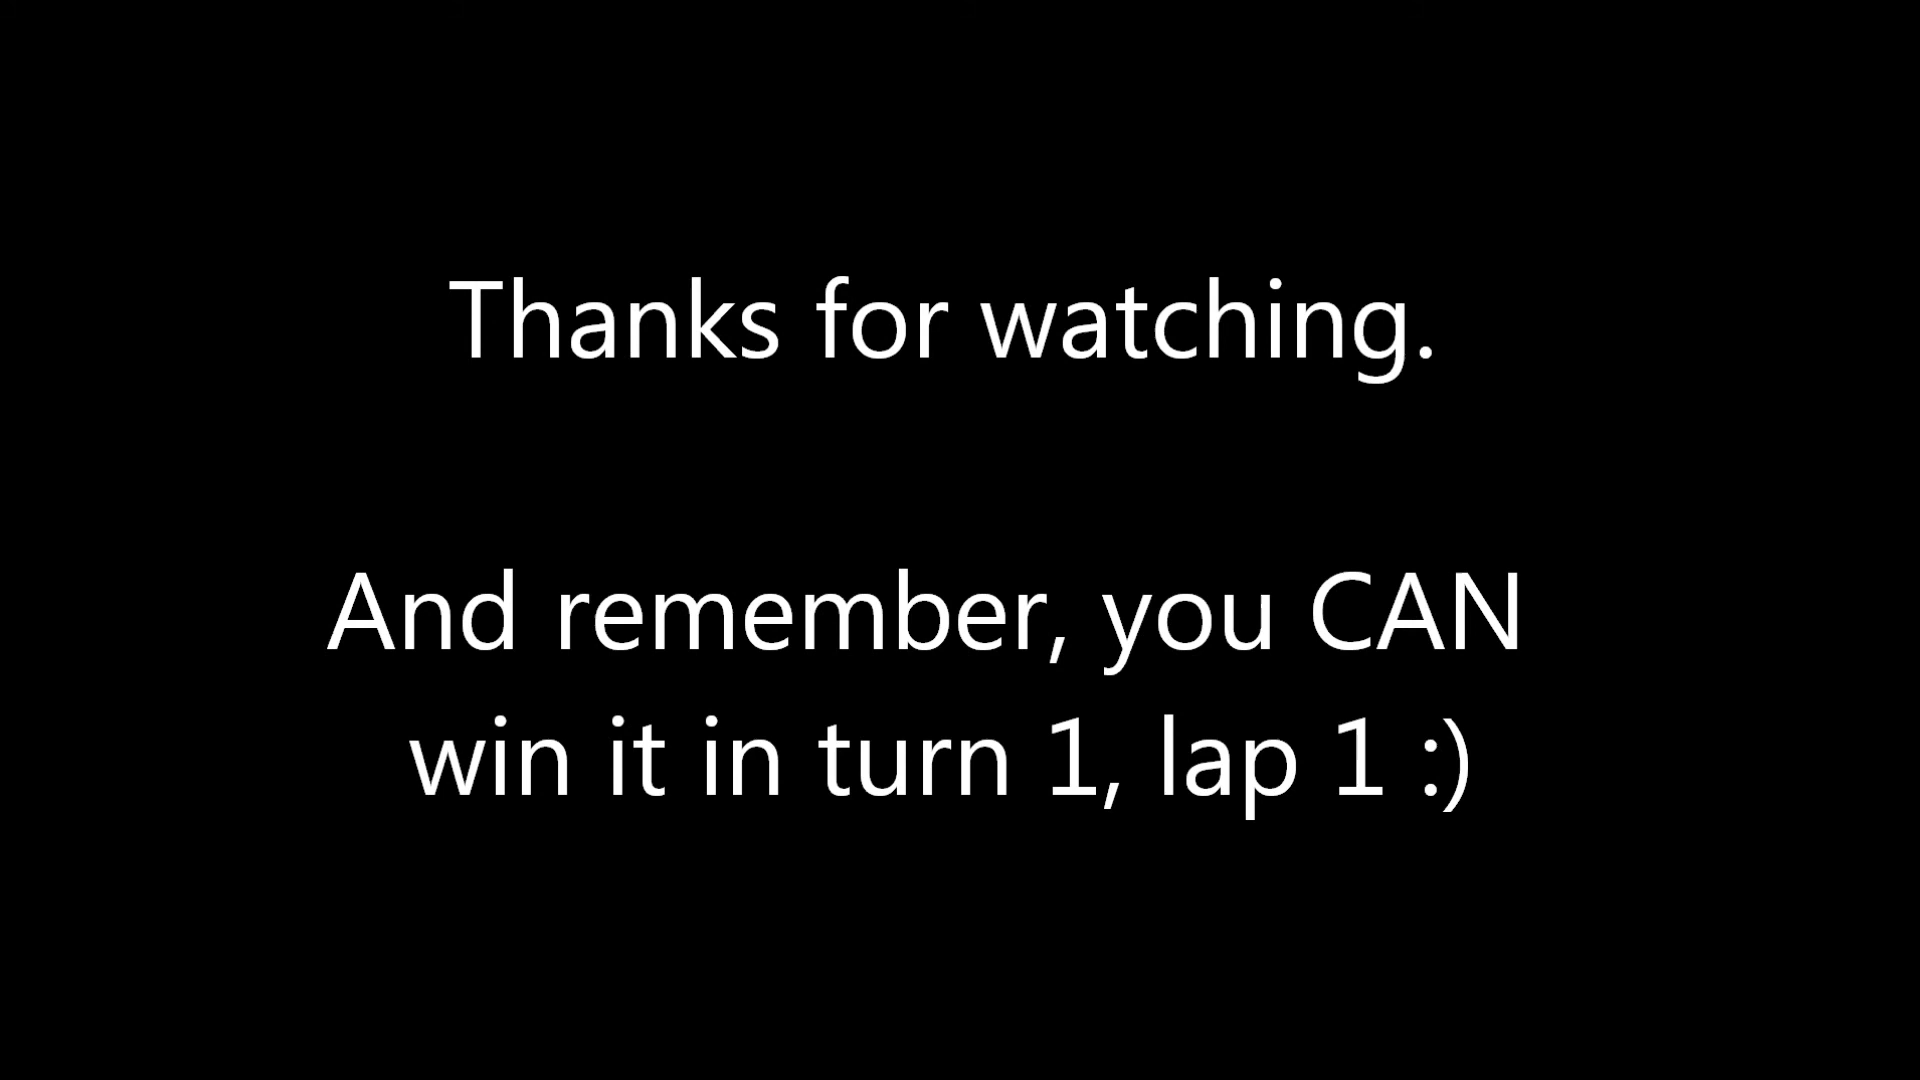 Thanks for watching.
And remember, you CAN
win it in turn 1, lap 1 :)